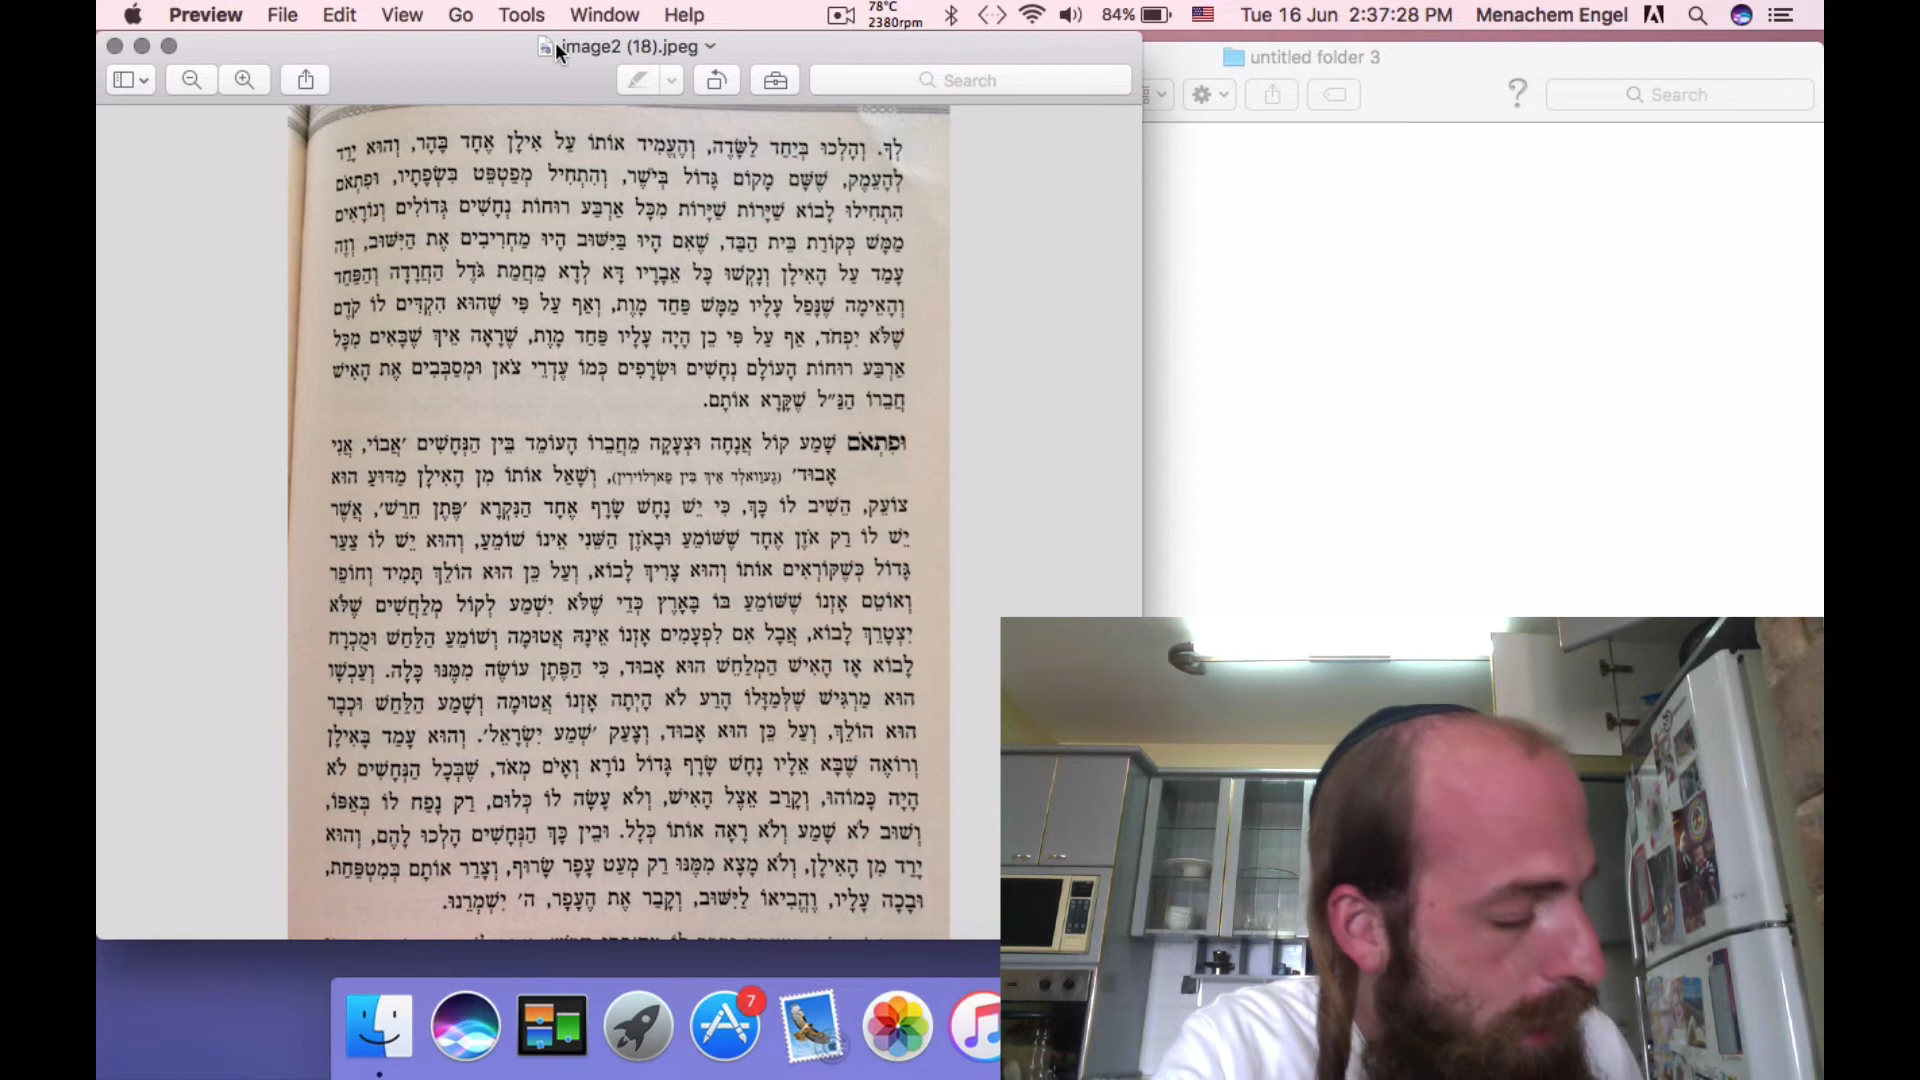 Preview File Edit View Go Tools Window Help 78°C 2380rpm 84% Tue 16 Jun 2:37:28 PM Menachem Engel
image2 (18).jpeg
untitled folder 3
Search
Search
לְךָ. וְהָלְכוּ בְּיַחַד לַשָּׂדֶה, וְהֶעֱמִיד אוֹתוֹ עַל אִילָן אֶחָד בָּהָר, וְהוּא יָרַד
לְהָעֵמֶק, שֶׁשָּׁם מָקוֹם גָּדוֹל בְּיֹשֶׁר, וְהִתְחִיל מְפַטְפֵּט בִּשְׂפָתָיו, וּפִתְאֹם
הִתְחִילוּ לָבוֹא שַׁיָּרוֹת שַׁיָּרוֹת מִכָּל אַרְבַּע רוּחוֹת נְחָשִׁים גְּדוֹלִים וְנוֹרָאִים
מַמָּשׁ כְּקוֹרַת בֵּית הַבַּד, שֶׁאִם הָיוּ בַּיִּשּׁוּב הָיוּ מַחְרִיבִים אֶת הַיִּשּׁוּב, וְזֶה
עָמַד עַל הָאִילָן וְנָקְשׁוּ כָּל אֵבָרָיו דָּא לְדָא מֵחֲמַת גֹּדֶל הַחֲרָדָה וְהַפַּחַד
וְהָאֵימָה שֶׁנָּפַל עָלָיו מַמָּשׁ פַּחַד מָוֶת, וְאַף עַל פִּי שֶׁהוּא הִקְדִּים לוֹ קֹדֶם
שֶׁלֹּא יִפְחֹד, אַף עַל פִּי כֵן הָיָה עָלָיו פַּחַד מָוֶת, שֶׁרָאָה אֵיךְ שֶׁבָּאִים מִכָּל
אַרְבַּע רוּחוֹת הָעוֹלָם נְחָשִׁים וּשְׂרָפִים כְּמוֹ עֶדְרֵי צֹאן וּמְסַבְּבִים אֶת הָאִישׁ
חֲבֵרוֹ הַנַּ״ל שֶׁקָּרָא אוֹתָם.
וּפִתְאֹם שָׁמַע קוֹל אֲנָחָה וּצְעָקָה מֵחֲבֵרוֹ הָעוֹמֵד בֵּין הַנְּחָשִׁים ׳אֲבוֹי, אֲנִי
אָבוּד׳ (געוואלד איך בין פארלוירין), וְשָׁאַל אוֹתוֹ מִן הָאִילָן מַדּוּעַ הוּא
צוֹעֵק, הֵשִׁיב לוֹ כָּךְ, כִּי יֵשׁ נָחָשׁ שָׂרָף אֶחָד הַנִּקְרָא ׳פֶּתֶן חֵרֵשׁ׳, אֲשֶׁר
יֵשׁ לוֹ רַק אֹזֶן אֶחָד שֶׁשּׁוֹמֵעַ וּבָאֹזֶן הַשֵּׁנִי אֵינוֹ שׁוֹמֵעַ, וְהוּא יֵשׁ לוֹ צַעַר
גָּדוֹל כְּשֶׁקּוֹרְאִים אוֹתוֹ וְהוּא צָרִיךְ לָבוֹא, וְעַל כֵּן הוּא הוֹלֵךְ תָּמִיד וְחוֹפֵר
וְאוֹטֵם אָזְנוֹ שֶׁשּׁוֹמֵעַ בּוֹ בָּאָרֶץ כְּדֵי שֶׁלֹּא יִשְׁמַע לְקוֹל מְלַחֲשִׁים שֶׁלֹּא
יִצְטָרֵךְ לָבוֹא, אֲבָל אִם לִפְעָמִים אָזְנוֹ אֵינָהּ אֲטוּמָה וְשׁוֹמֵעַ הַלַּחַשׁ וּמֻכְרָח
לָבוֹא אָז הָאִישׁ הַמְלַחֵשׁ הוּא אָבוּד, כִּי הַפֶּתֶן עוֹשֶׂה מִמֶּנּוּ כָּלָה. וְעַכְשָׁו
הוּא מַרְגִּישׁ שֶׁלְּמַזָּלוֹ הָרַע לֹא הָיְתָה אָזְנוֹ אֲטוּמָה וְשָׁמַע הַלַּחַשׁ וּכְבָר
הוּא הוֹלֵךְ, וְעַל כֵּן הוּא אָבוּד, וְצָעַק ׳שְׁמַע יִשְׂרָאֵל׳. וְהוּא עָמַד בָּאִילָן
וְרוֹאֶה שֶׁבָּא אֵלָיו נָחָשׁ שָׂרָף גָּדוֹל נוֹרָא וְאָיֹם מְאֹד, שֶׁבְּכָל הַנְּחָשִׁים לֹא
הָיָה כָּמוֹהוּ, וְקָרַב אֵצֶל הָאִישׁ, וְלֹא עָשָׂה לוֹ כְּלוּם, רַק נָפַח לוֹ בְּאַפּוֹ,
וְשׁוּב לֹא שָׁמַע וְלֹא רָאָה אוֹתוֹ כְּלָל. וּבֵין כָּךְ הַנְּחָשִׁים הָלְכוּ לָהֶם, וְהוּא
יָרַד מִן הָאִילָן, וְלֹא מָצָא מִמֶּנּוּ רַק מְעַט עָפָר שָׂרוּף, וְצָרַר אוֹתָם בְּמִטְפַּחַת,
וּבָכָה עָלָיו, וֶהֱבִיאוֹ לַיִּשּׁוּב, וְקָבַר אֶת הֶעָפָר, ה׳ יִשְׁמְרֵנוּ.
7